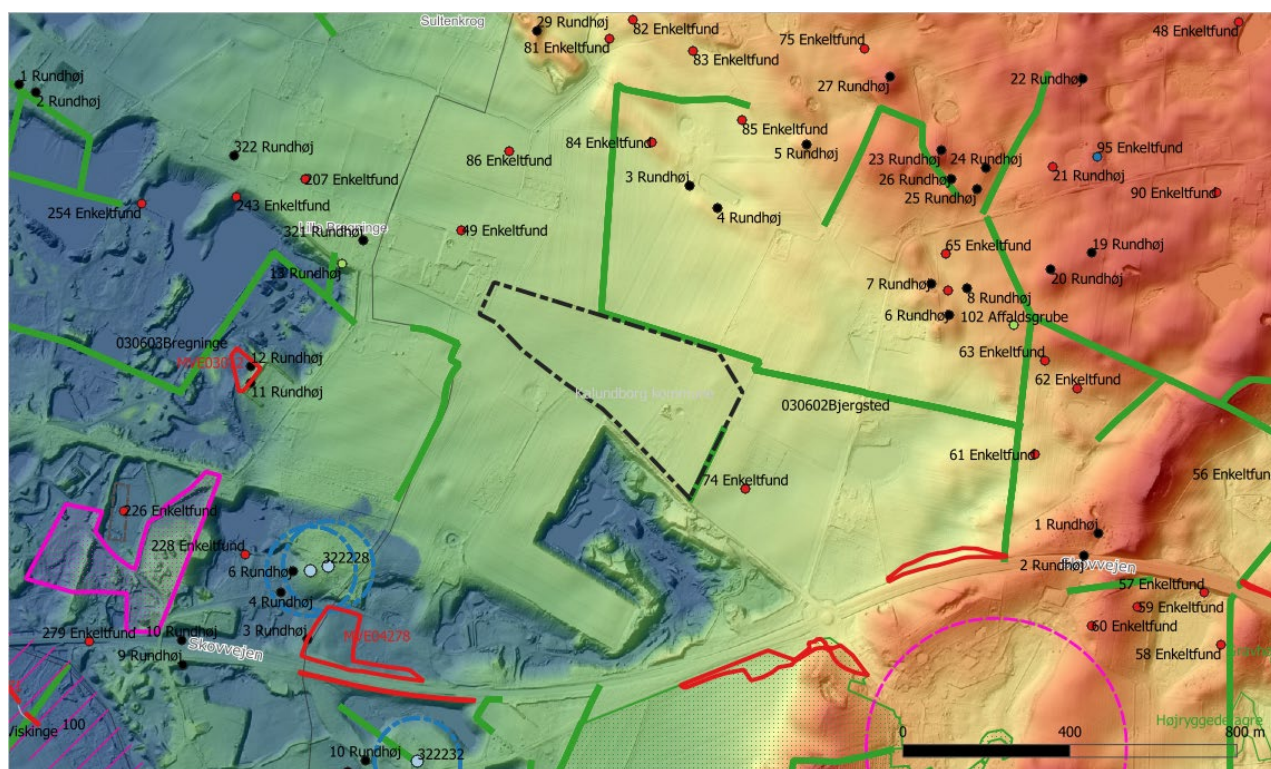 Sultenkrog
29 Rundhøj
82 Enkeltfund
81 Enkeltfund
75 Enkeltfund
48 Enkeltfund
83 Enkeltfund
1 Rundhøj
2 Rundhøj
27 Rundhøj
22 Rundhøj
85 Enkeltfund
84 Enkeltfund
5 Rundhøj
322 Rundhøj
86 Enkeltfund
23 Rundhøj
24 Rundhøj
95 Enkeltfund
21 Rundhøj
207 Enkeltfund
3 Rundhøj
26 Rundhøj
25 Rundhøj
90 Enkeltfund
254 Enkeltfund
243 Enkeltfund
4 Rundhøj
321 Rundhøj
49 Enkeltfund
65 Enkeltfund
19 Rundhøj
13 Rundhøj
20 Rundhøj
7 Rundhøj
8 Rundhøj
6 Rundhøj
102 Affaldsgrube
030603Bregninge
12 Rundhøj
63 Enkeltfund
62 Enkeltfund
11 Rundhøj
Kalundborg kommune
030602Bjergsted
61 Enkeltfund
74 Enkeltfund
56 Enkeltfund
226 Enkeltfund
1 Rundhøj
228 Enkeltfund
322228
6 Rundhøj
2 Rundhøj
Skovvejen
57 Enkeltfund
4 Rundhøj
59 Enkeltfund
60 Enkeltfund
279 Enkeltfund
10 Rundhøj
3 Rundhøj
MVE04278
Skovvejen
9 Rundhøj
58 Enkeltfund
Viskinge
100
10 Rundhøj
322232
Højryggede agre
0 400 800 m